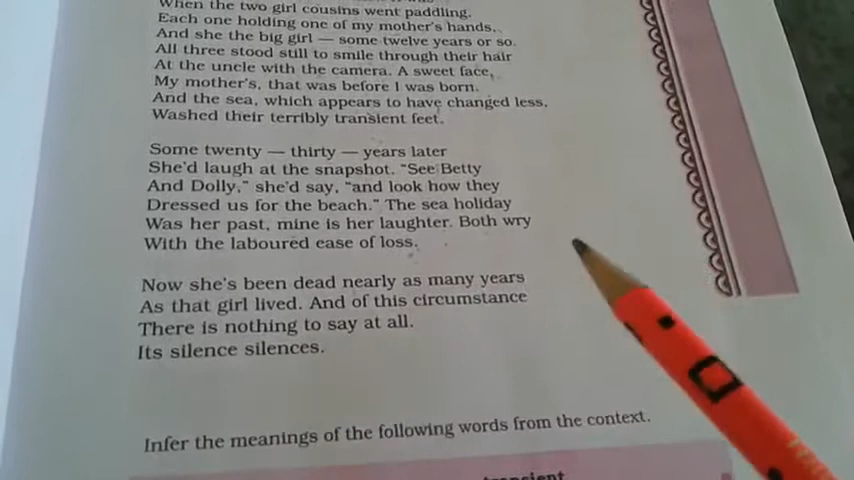 When the two girl cousins went paddling,
Each one holding one of my mother's hands,
And she the big girl — some twelve years or so.
All three stood still to smile through their hair
At the uncle with the camera. A sweet face,
My mother's, that was before I was born.
And the sea, which appears to have changed less,
Washed their terribly transient feet.
Some twenty — thirty — years later
She'd laugh at the snapshot. "See Betty
And Dolly," she'd say, "and look how they
Dressed us for the beach." The sea holiday
Was her past, mine is her laughter. Both wry
With the laboured ease of loss.
Now she's been dead nearly as many years
As that girl lived. And of this circumstance
There is nothing to say at all.
Its silence silences.
Infer the meanings of the following words from the context.
transient